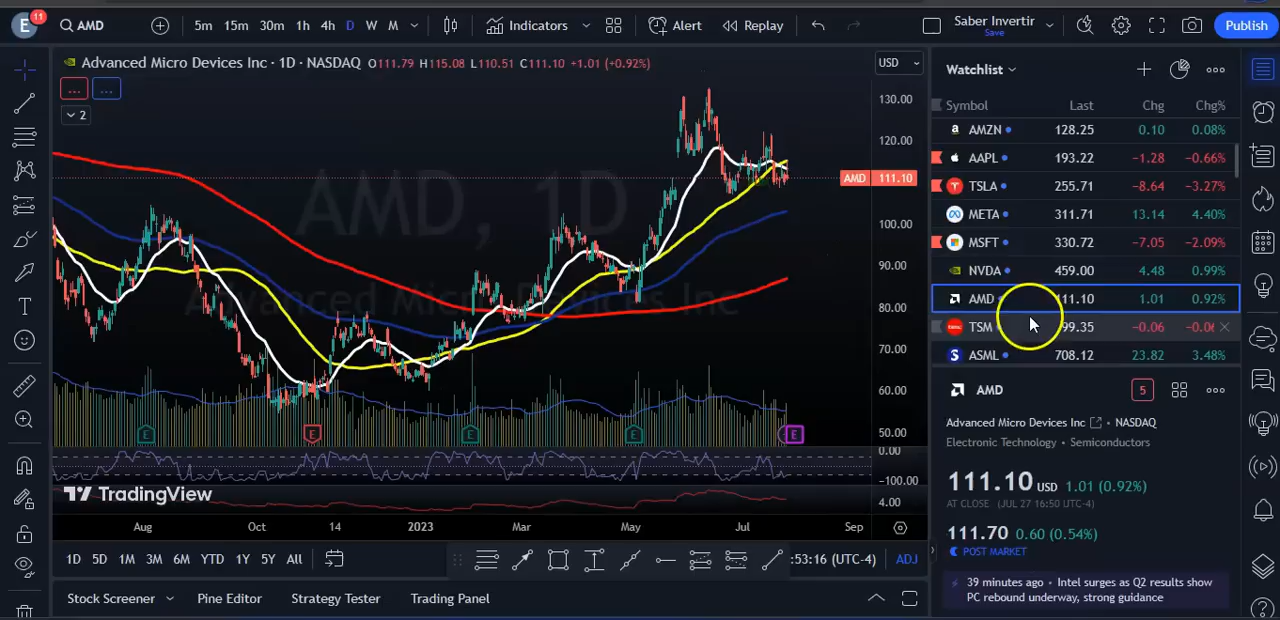 E 11 AMD 5m 15m 30m 1h 4h D W M Indicators Alert Replay Saber Invertir Save Publish
Advanced Micro Devices Inc · 1D · NASDAQ O111.79 H115.08 L110.51 C111.10 +1.01 (+0.92%) USD
... ...
2
AMD, 1D
Advanced Micro Devices Inc
130.00
120.00
AMD 111.10
100.00
90.00
80.00
70.00
60.00
50.00
E E E E E
0.00
-100.00
TradingView
4.00
Aug Oct 14 2023 Mar May Jul Sep
1D 5D 1M 3M 6M YTD 1Y 5Y All :53:16 (UTC-4) ADJ
Stock Screener Pine Editor Strategy Tester Trading Panel
Watchlist
Symbol Last Chg Chg%
AMZN 128.25 0.10 0.08%
AAPL 193.22 −1.28 −0.66%
TSLA 255.71 −8.64 −3.27%
META 311.71 13.14 4.40%
MSFT 330.72 −7.05 −2.09%
NVDA 459.00 4.48 0.99%
AMD 111.10 1.01 0.92%
TSM 99.35 −0.06
ASML 708.12 23.82 3.48%
AMD 5
Advanced Micro Devices Inc · NASDAQ
Electronic Technology · Semiconductors
111.10 USD 1.01 (0.92%)
AT CLOSE (JUL 27 16:50 UTC-4)
111.70 0.60 (0.54%)
POST MARKET
39 minutes ago · Intel surges as Q2 results show
PC rebound underway, strong guidance